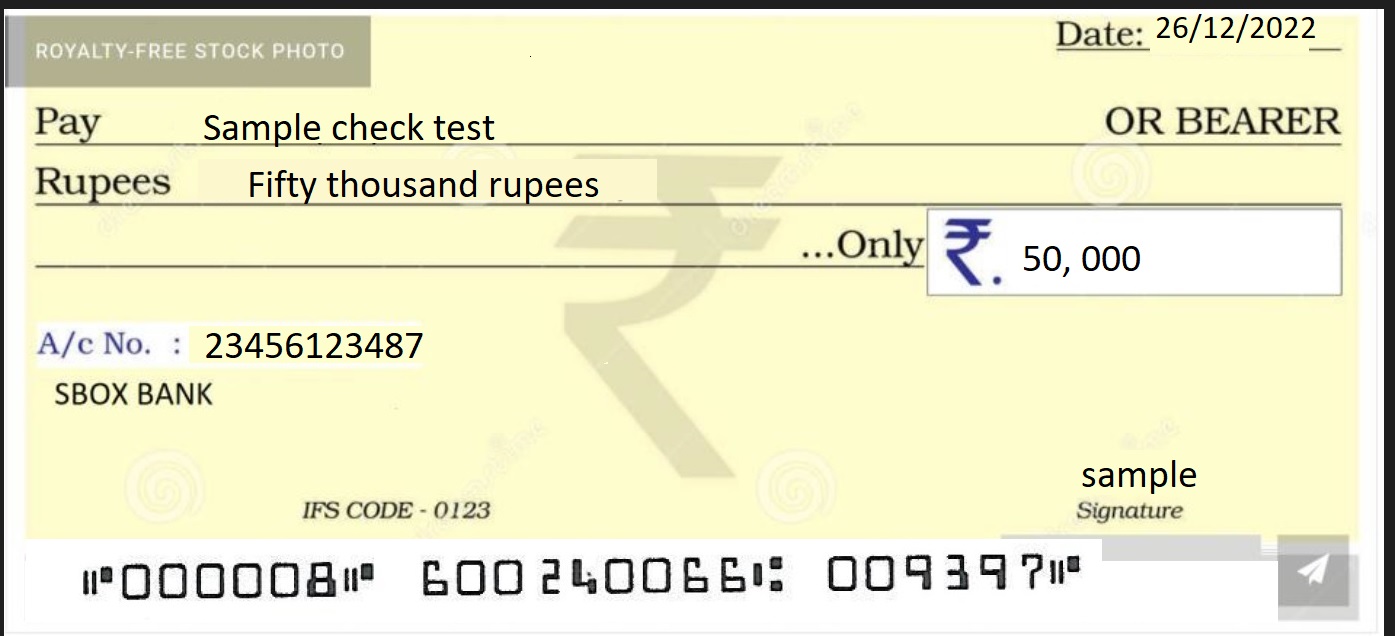 ROYALTY-FREE STOCK PHOTO
Date: 26/12/2022
Pay Sample check test OR BEARER
Rupees Fifty thousand rupees
...Only ₹. 50, 000
A/c No. : 23456123487
SBOX BANK
sample
IFS CODE - 0123 Signature
⑈000008⑈ 600240066⑆ 009397⑈